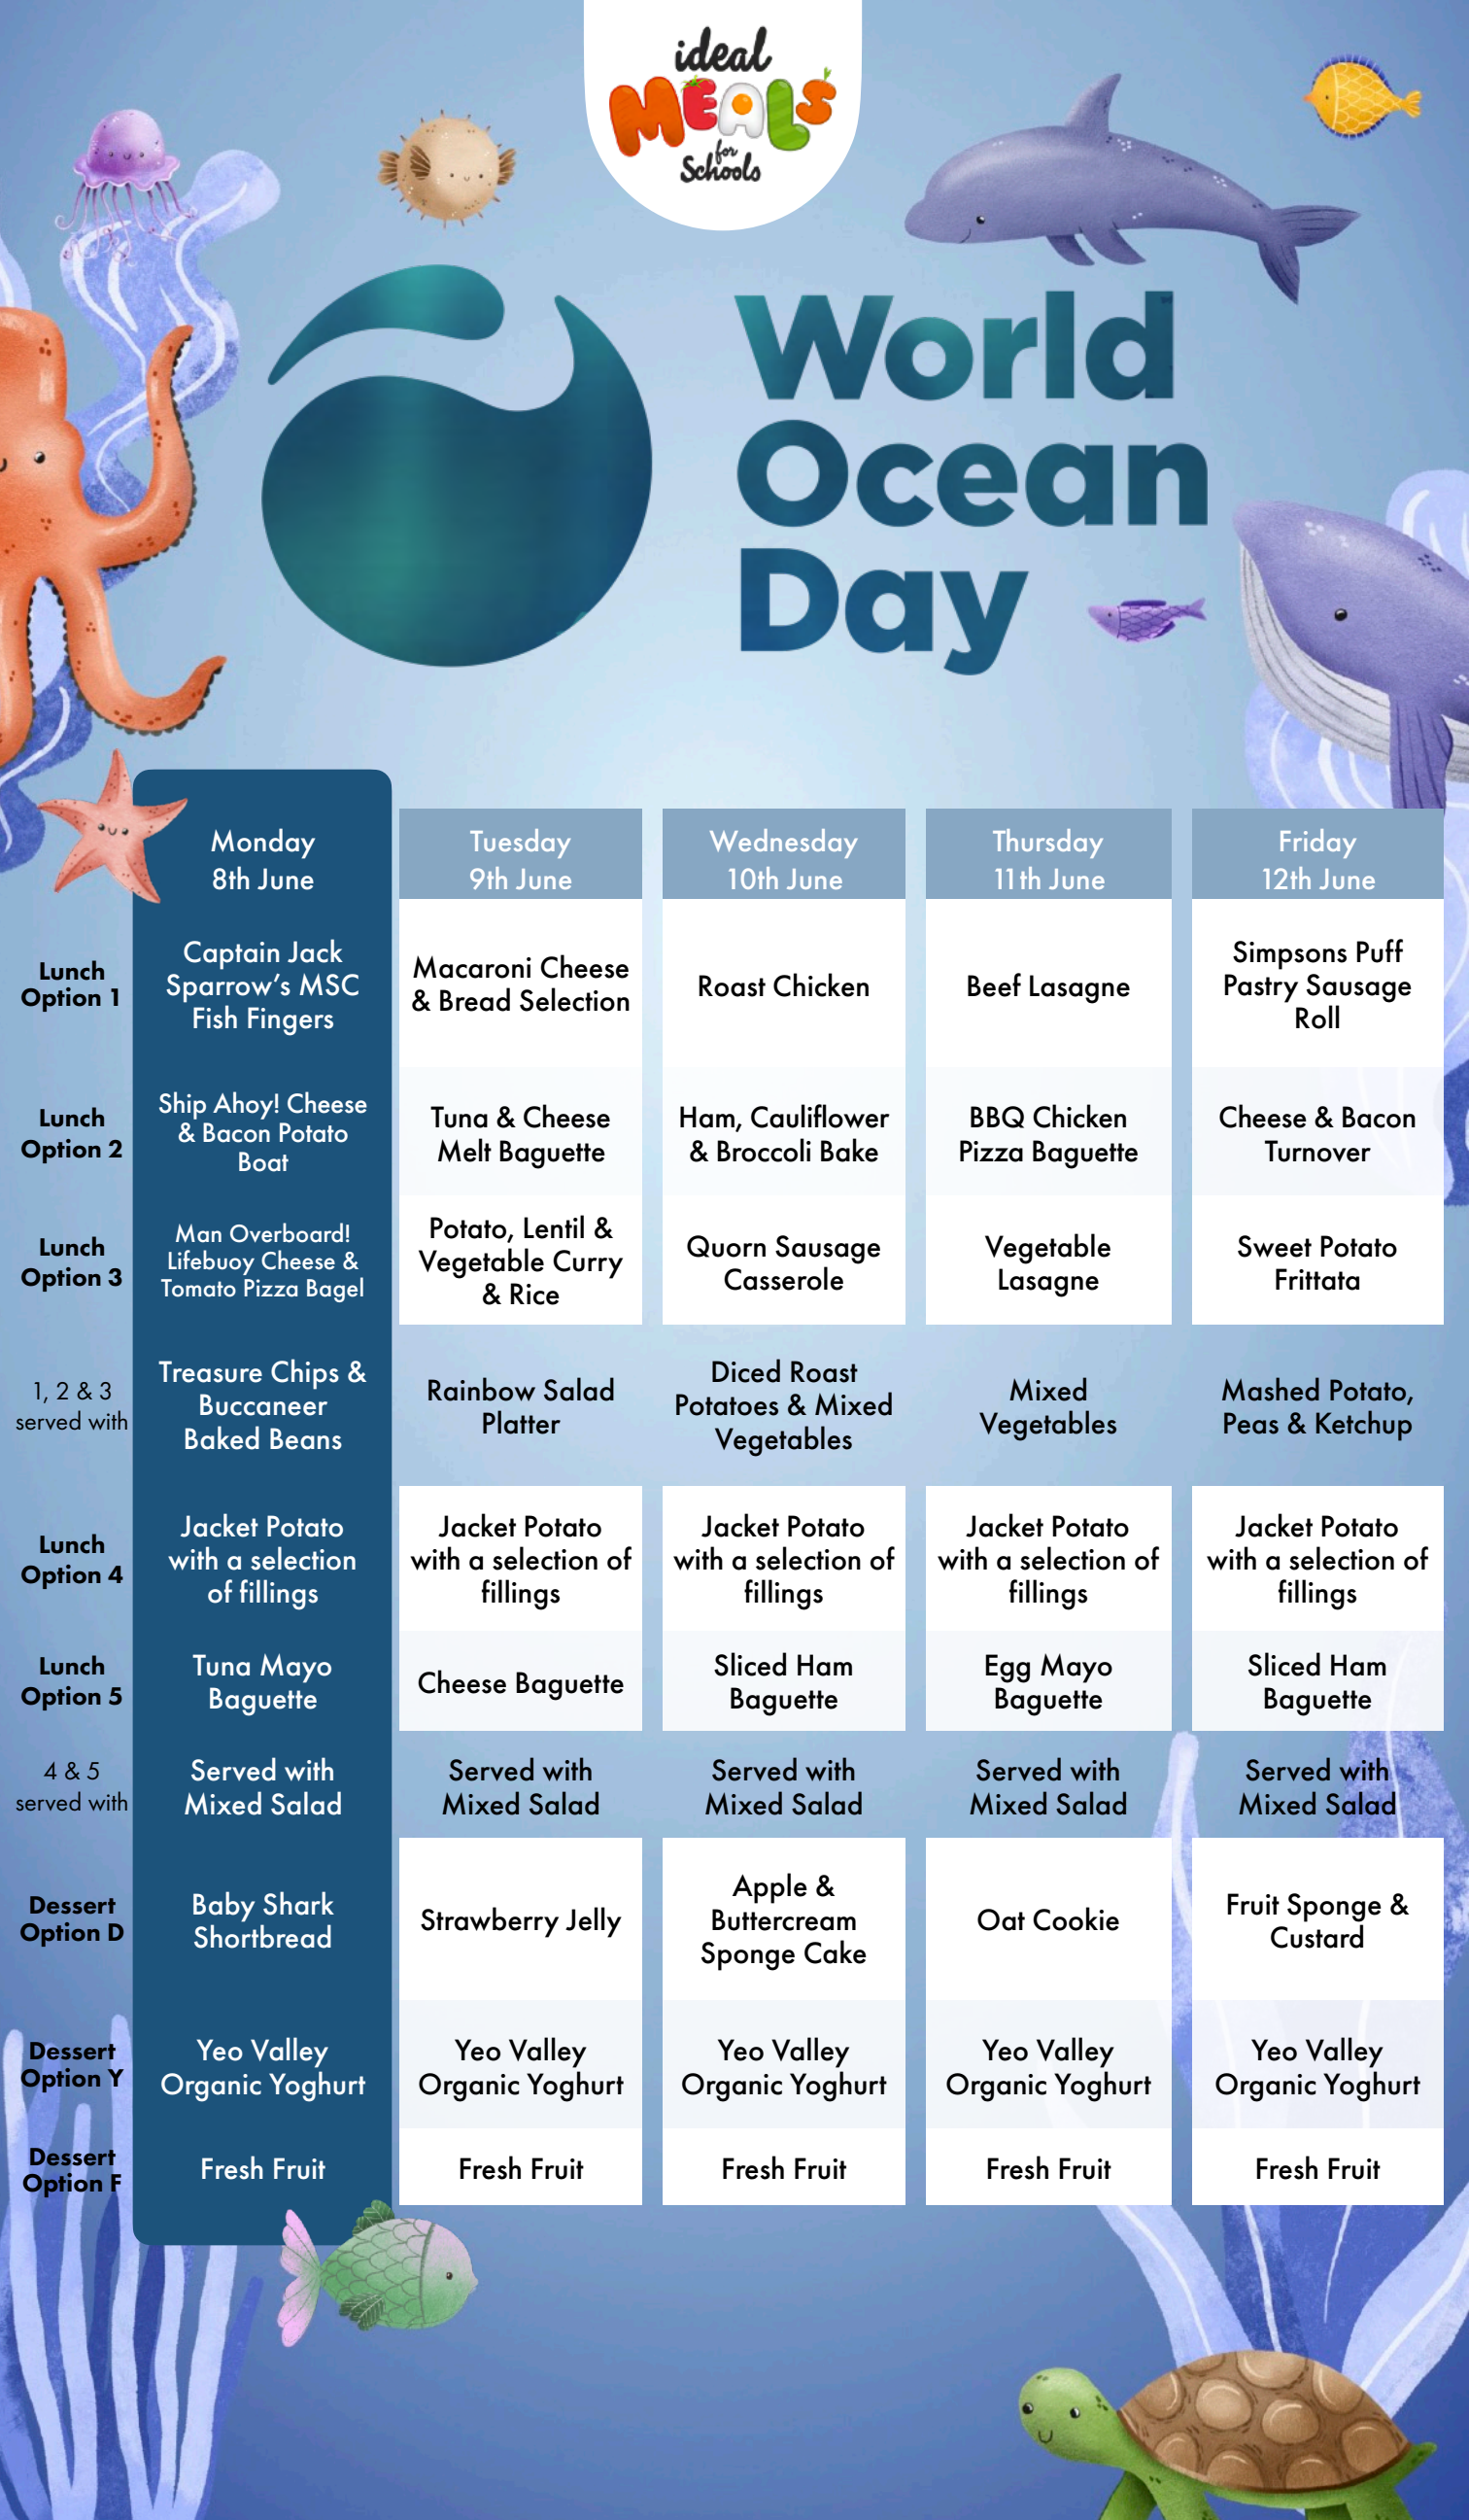 ideal
MEALS
for
Schools
World
Ocean
Day
Monday
8th June
Tuesday
9th June
Wednesday
10th June
Thursday
11th June
Friday
12th June
Lunch
Option 1
Captain Jack
Sparrow’s MSC
Fish Fingers
Macaroni Cheese
& Bread Selection
Roast Chicken
Beef Lasagne
Simpsons Puff
Pastry Sausage
Roll
Lunch
Option 2
Ship Ahoy! Cheese
& Bacon Potato
Boat
Tuna & Cheese
Melt Baguette
Ham, Cauliflower
& Broccoli Bake
BBQ Chicken
Pizza Baguette
Cheese & Bacon
Turnover
Lunch
Option 3
Man Overboard!
Lifebuoy Cheese &
Tomato Pizza Bagel
Potato, Lentil &
Vegetable Curry
& Rice
Quorn Sausage
Casserole
Vegetable
Lasagne
Sweet Potato
Frittata
1, 2 & 3
served with
Treasure Chips &
Buccaneer
Baked Beans
Rainbow Salad
Platter
Diced Roast
Potatoes & Mixed
Vegetables
Mixed
Vegetables
Mashed Potato,
Peas & Ketchup
Lunch
Option 4
Jacket Potato
with a selection
of fillings
Jacket Potato
with a selection of
fillings
Jacket Potato
with a selection of
fillings
Jacket Potato
with a selection of
fillings
Jacket Potato
with a selection of
fillings
Lunch
Option 5
Tuna Mayo
Baguette
Cheese Baguette
Sliced Ham
Baguette
Egg Mayo
Baguette
Sliced Ham
Baguette
4 & 5
served with
Served with
Mixed Salad
Served with
Mixed Salad
Served with
Mixed Salad
Served with
Mixed Salad
Served with
Mixed Salad
Dessert
Option D
Baby Shark
Shortbread
Strawberry Jelly
Apple &
Buttercream
Sponge Cake
Oat Cookie
Fruit Sponge &
Custard
Dessert
Option Y
Yeo Valley
Organic Yoghurt
Yeo Valley
Organic Yoghurt
Yeo Valley
Organic Yoghurt
Yeo Valley
Organic Yoghurt
Yeo Valley
Organic Yoghurt
Dessert
Option F
Fresh Fruit
Fresh Fruit
Fresh Fruit
Fresh Fruit
Fresh Fruit